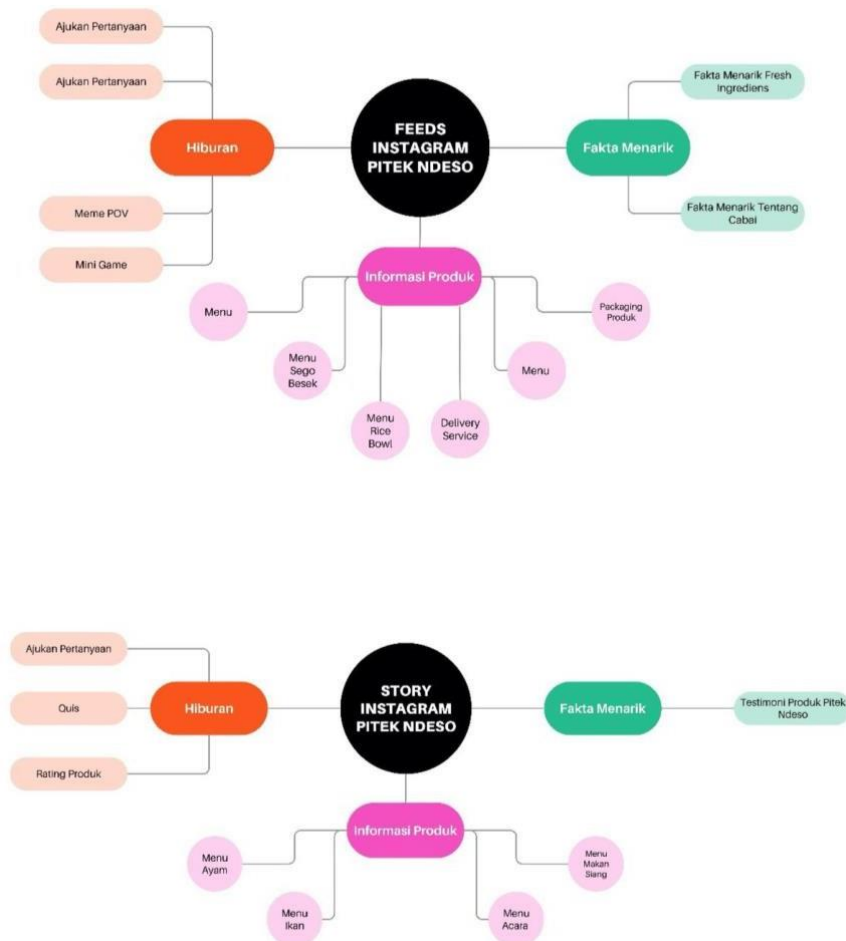 Ajukan Pertanyaan
Ajukan Pertanyaan
Hiburan
Meme POV
Mini Game
FEEDS
INSTAGRAM
PITEK NDESO
Fakta Menarik
Fakta Menarik Fresh
Ingrediens
Fakta Menarik Tentang
Cabai
Informasi Produk
Menu
Menu
Sego
Besek
Menu
Rice
Bowl
Delivery
Service
Menu
Packaging
Produk
Ajukan Pertanyaan
Quis
Rating Produk
Hiburan
STORY
INSTAGRAM
PITEK NDESO
Fakta Menarik
Testimoni Produk Pitek
Ndeso
Informasi Produk
Menu
Ayam
Menu
Ikan
Menu
Acara
Menu
Makan
Siang